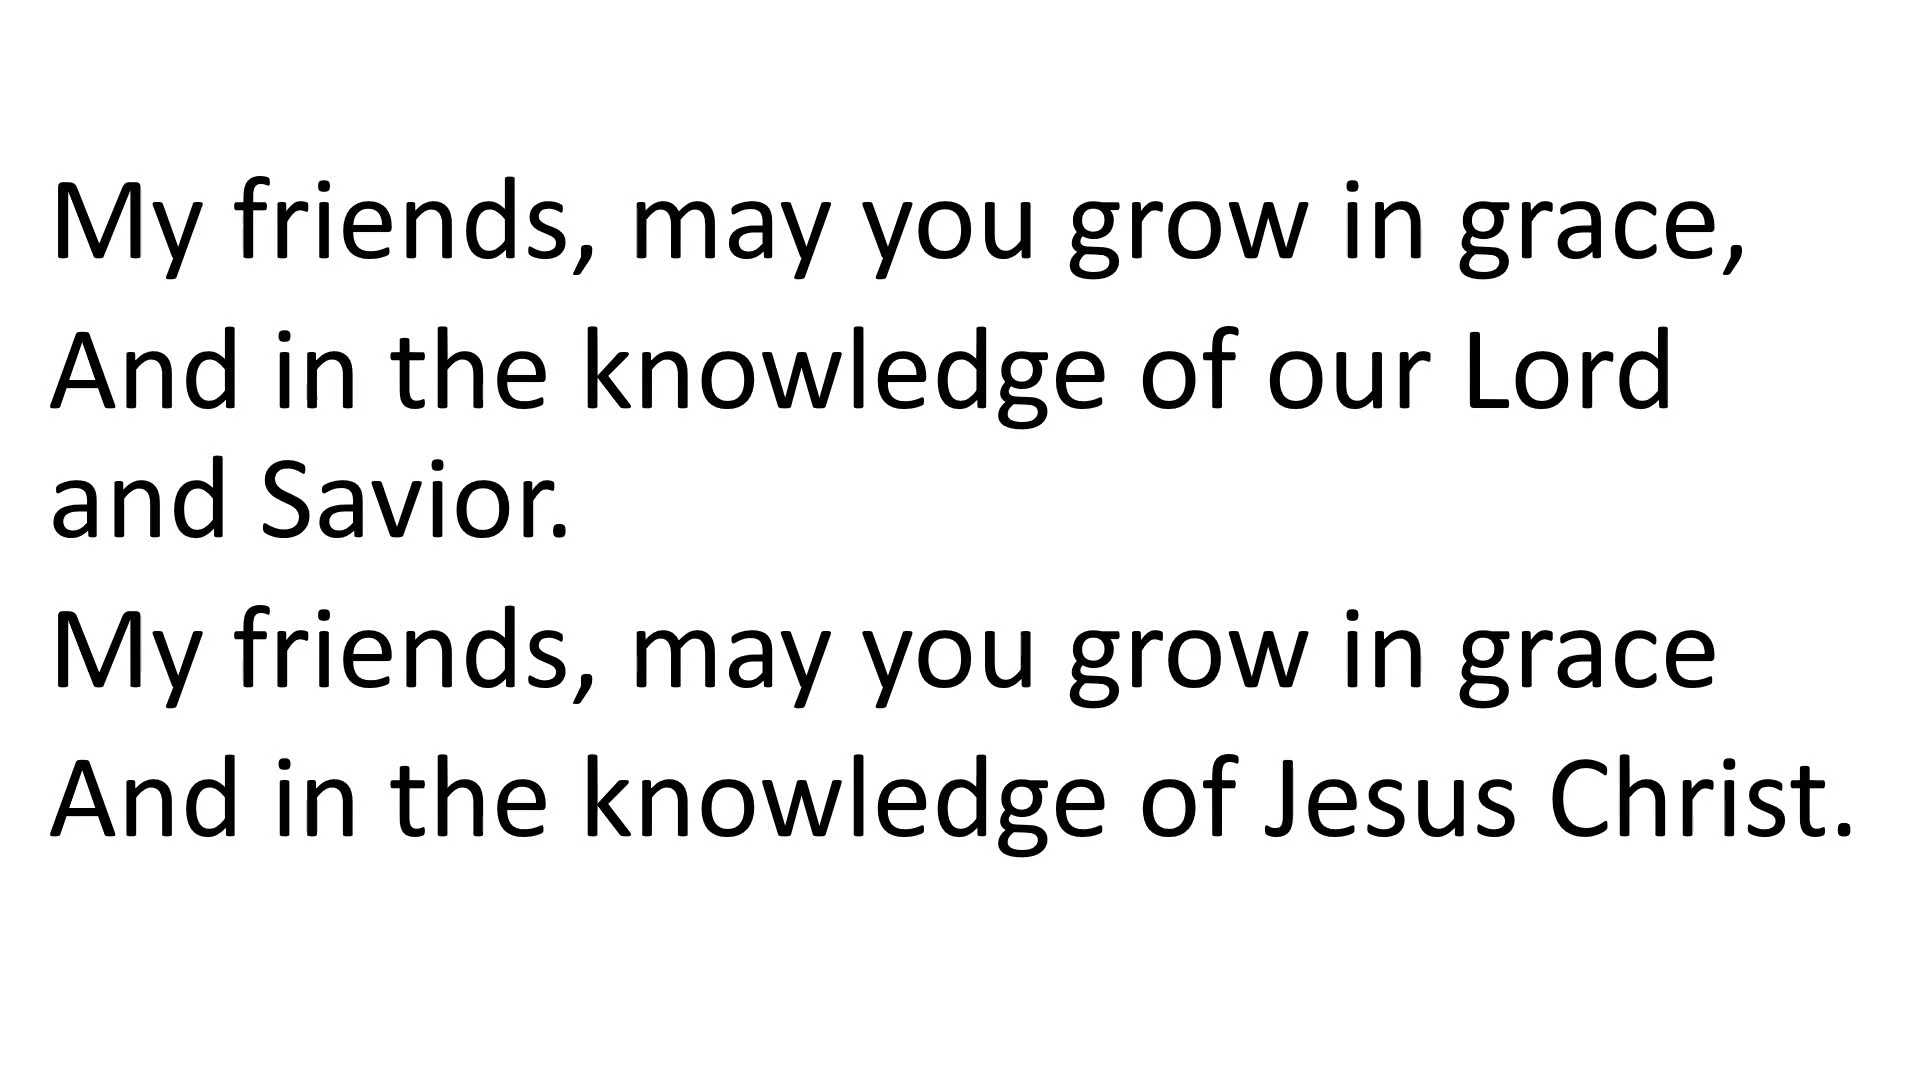 My friends, may you grow in grace,
And in the knowledge of our Lord
and Savior.
My friends, may you grow in grace
And in the knowledge of Jesus Christ.